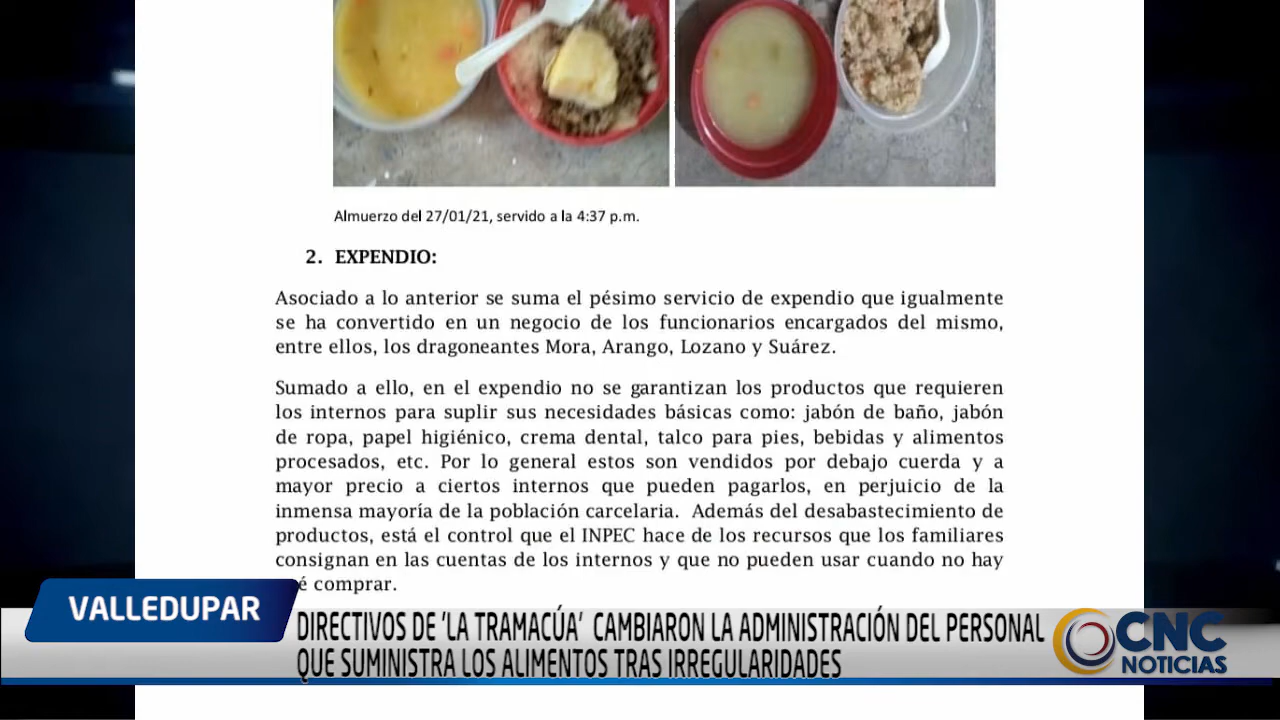 Almuerzo del 27/01/21, servido a la 4:37 p.m.
2. EXPENDIO:
Asociado a lo anterior se suma el pésimo servicio de expendio que igualmente
se ha convertido en un negocio de los funcionarios encargados del mismo,
entre ellos, los dragoneantes Mora, Arango, Lozano y Suárez.
Sumado a ello, en el expendio no se garantizan los productos que requieren
los internos para suplir sus necesidades básicas como: jabón de baño, jabón
de ropa, papel higiénico, crema dental, talco para pies, bebidas y alimentos
procesados, etc. Por lo general estos son vendidos por debajo cuerda y a
mayor precio a ciertos internos que pueden pagarlos, en perjuicio de la
inmensa mayoría de la población carcelaria. Además del desabastecimiento de
productos, está el control que el INPEC hace de los recursos que los familiares
consignan en las cuentas de los internos y que no pueden usar cuando no hay
é comprar.
VALLEDUPAR
DIRECTIVOS DE 'LA TRAMACÚA' CAMBIARON LA ADMINISTRACIÓN DEL PERSONAL
QUE SUMINISTRA LOS ALIMENTOS TRAS IRREGULARIDADES
CNC
NOTICIAS